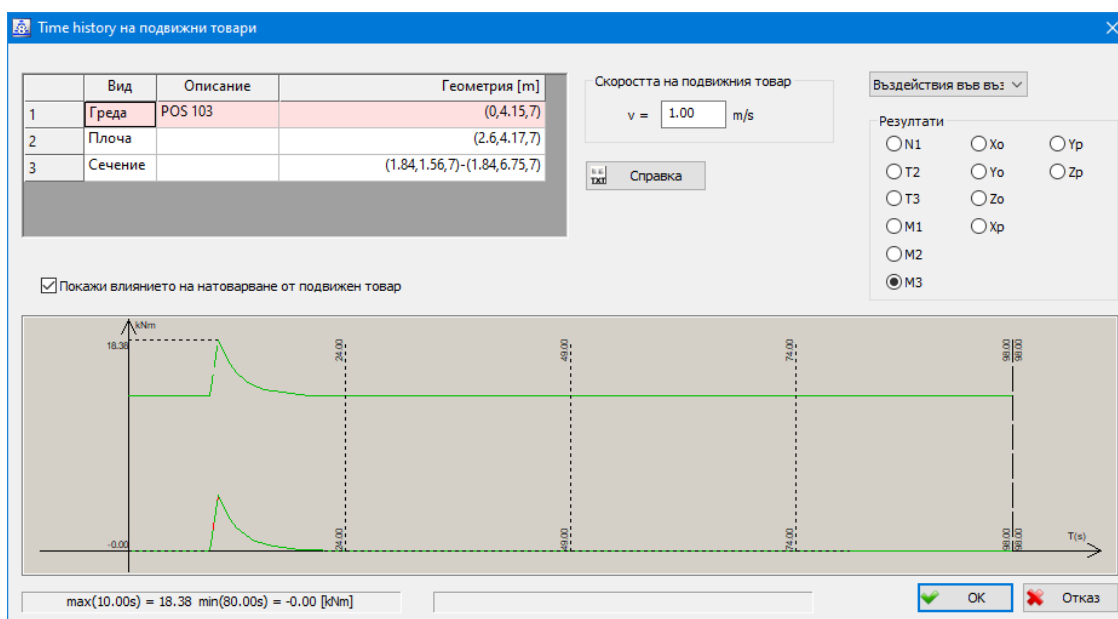 Time history на подвижни товари
Вид Описание Геометрия [m]
1 Греда POS 103 (0,4.15,7)
2 Плоча (2.6,4.17,7)
3 Сечение (1.84,1.56,7)-(1.84,6.75,7)
Скоростта на подвижния товар
v = 1.00 m/s
TXT Справка
Въздействия във въз
Резултати
N1 Xo Yp
T2 Yo Zp
T3 Zo
M1 Xp
M2
M3
Покажи влиянието на натоварване от подвижен товар
kNm
18.38 24.00 49.00 74.00 98.00 98.00
-0.00 24.00 49.00 74.00 98.00 98.00 T(s)
max(10.00s) = 18.38 min(80.00s) = -0.00 [kNm]
OK Отказ